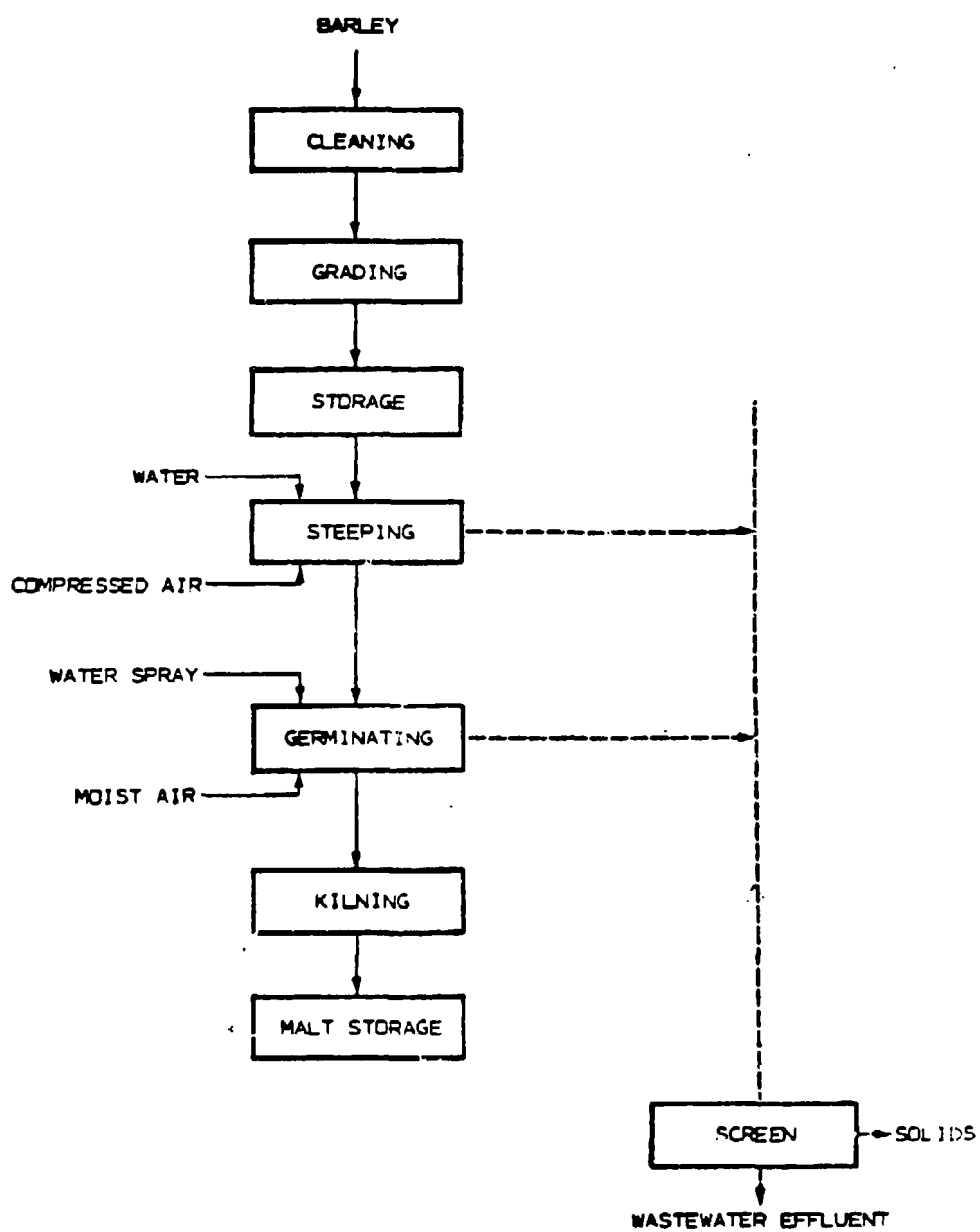 BARLEY
CLEANING
GRADING
STORAGE
WATER
STEEPING
COMPRESSED AIR
WATER SPRAY
GERMINATING
MOIST AIR
KILNING
MALT STORAGE
SCREEN
SOLIDS
WASTEWATER EFFLUENT